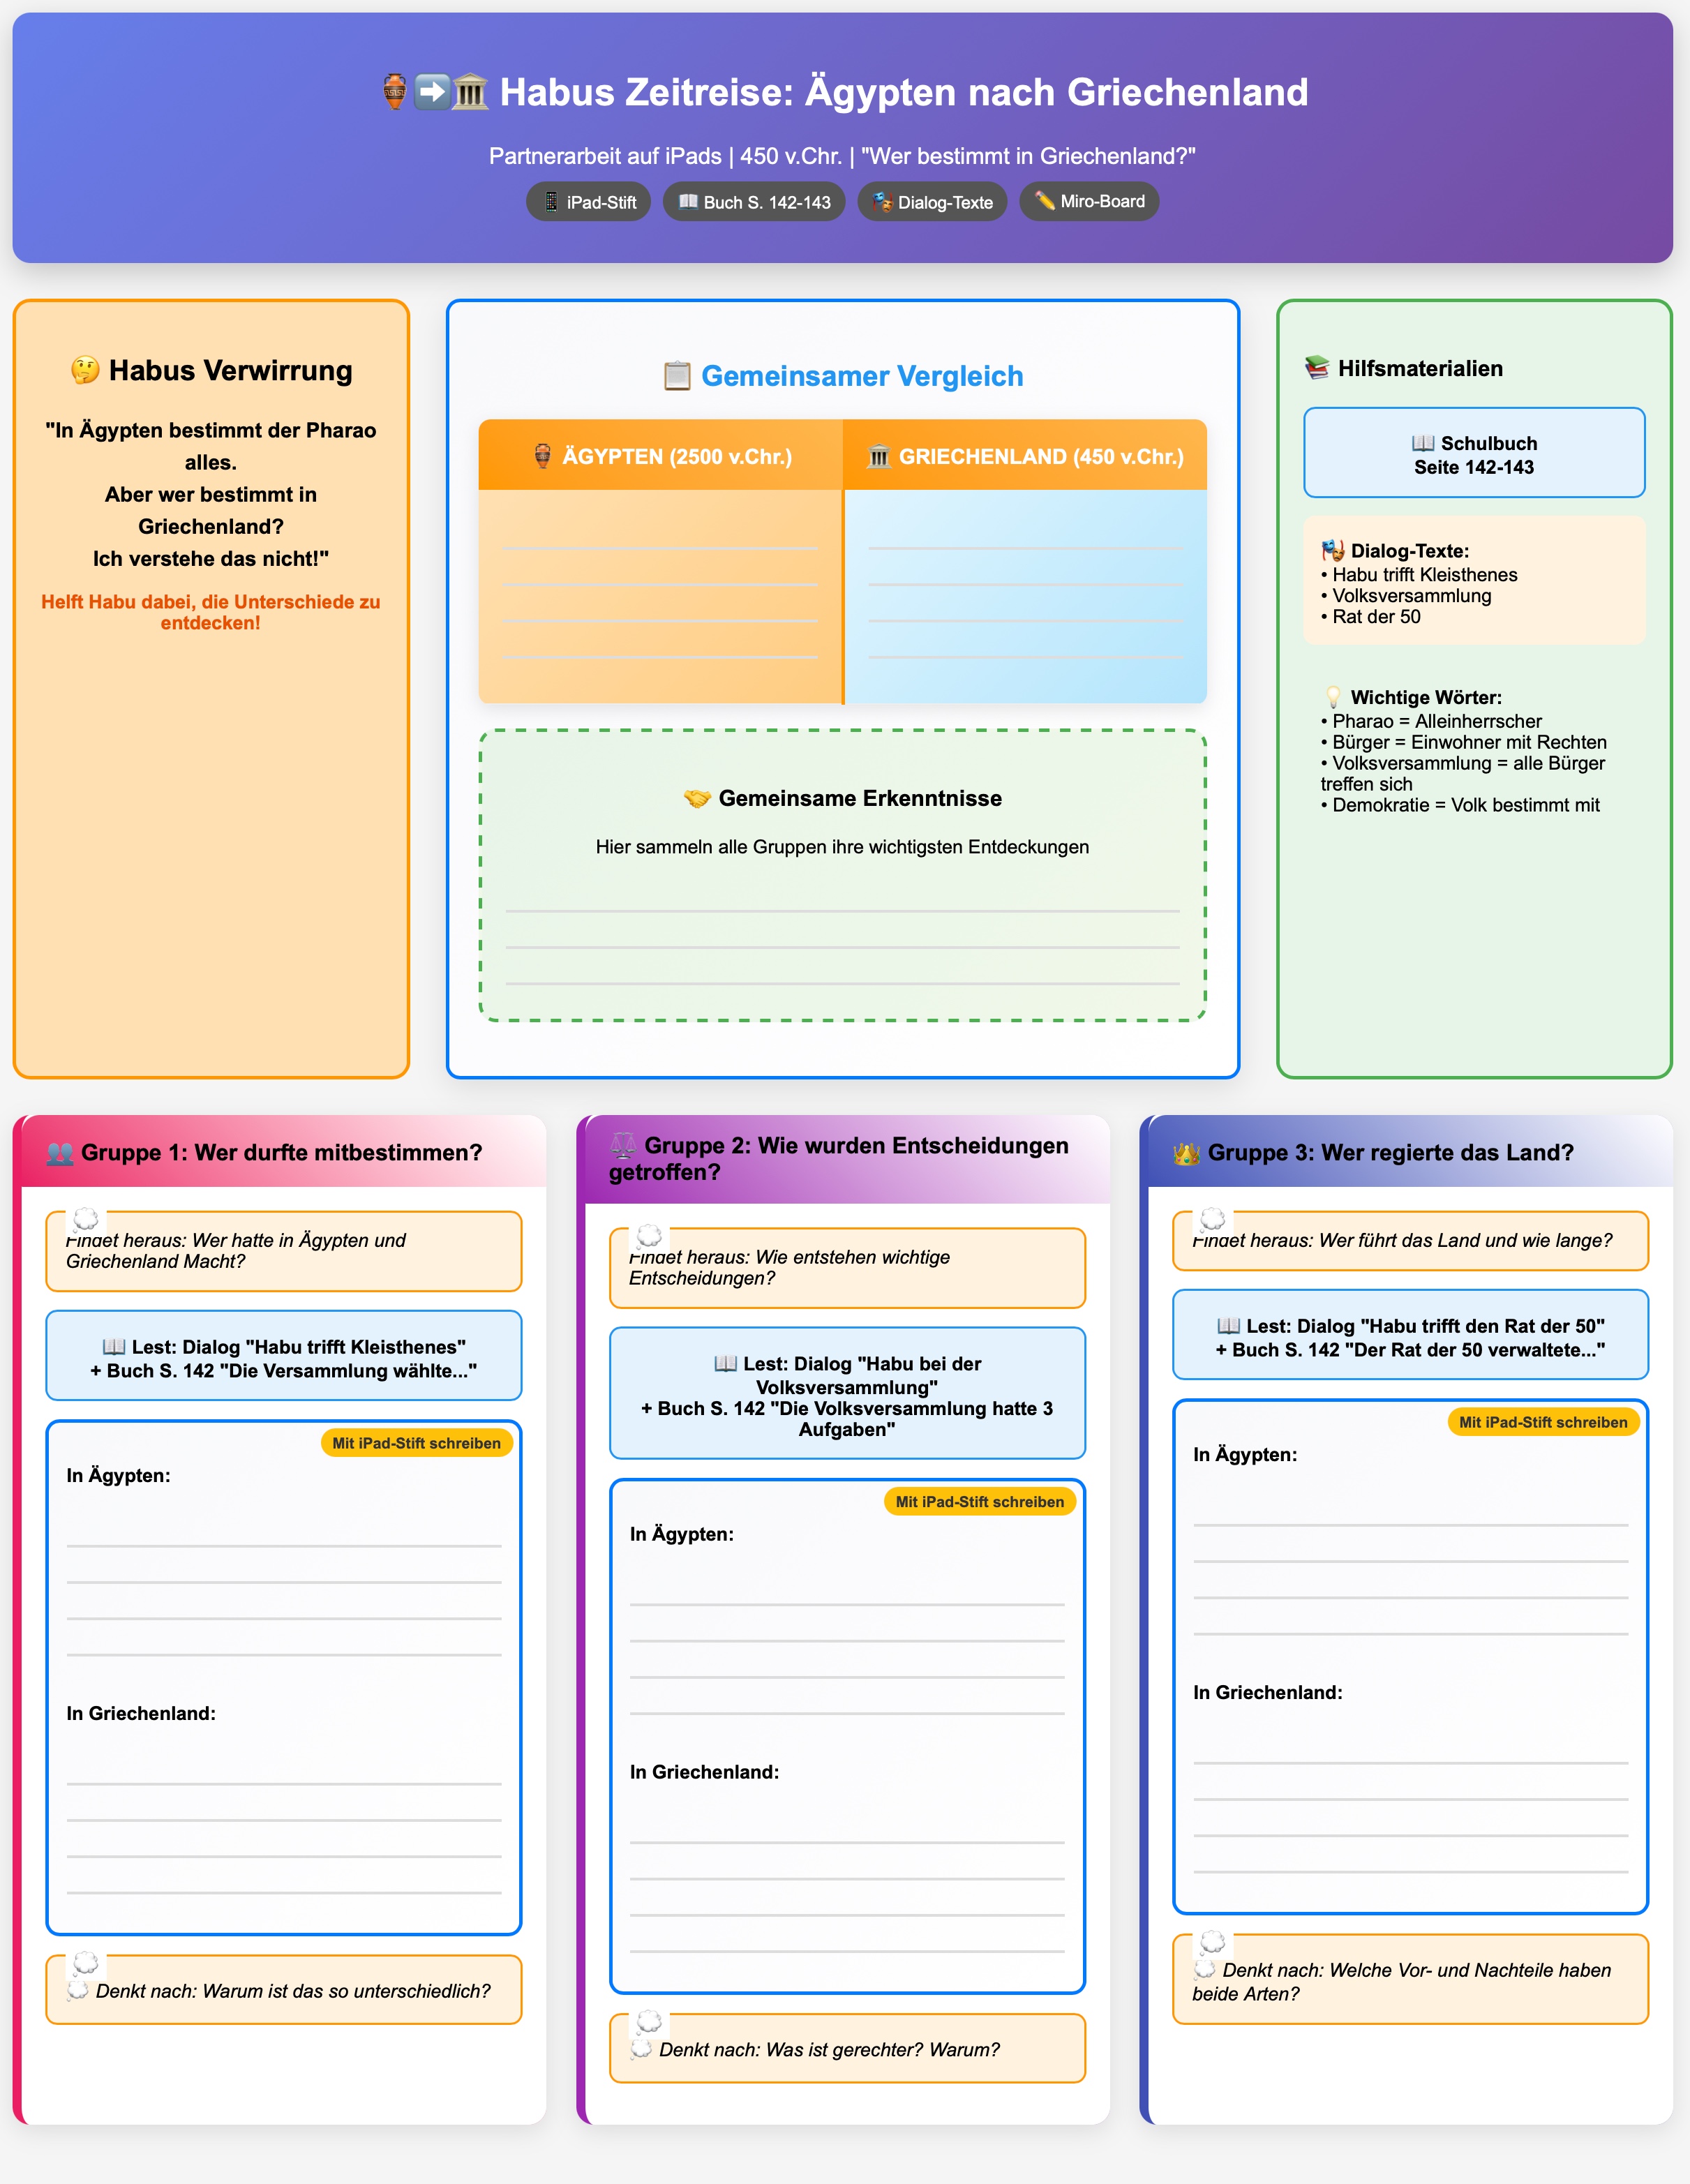 Habus Zeitreise: Ägypten nach Griechenland
Partnerarbeit auf iPads | 450 v.Chr. | "Wer bestimmt in Griechenland?"
iPad-Stift
Buch S. 142-143
Dialog-Texte
Miro-Board
Habus Verwirrung
"In Ägypten bestimmt der Pharao
alles.
Aber wer bestimmt in
Griechenland?
Ich verstehe das nicht!"
Helft Habu dabei, die Unterschiede zu
entdecken!
Gemeinsamer Vergleich
ÄGYPTEN (2500 v.Chr.)
GRIECHENLAND (450 v.Chr.)
Gemeinsame Erkenntnisse
Hier sammeln alle Gruppen ihre wichtigsten Entdeckungen
Hilfsmaterialien
Schulbuch
Seite 142-143
Dialog-Texte:
• Habu trifft Kleisthenes
• Volksversammlung
• Rat der 50
Wichtige Wörter:
• Pharao = Alleinherrscher
• Bürger = Einwohner mit Rechten
• Volksversammlung = alle Bürger
treffen sich
• Demokratie = Volk bestimmt mit
Gruppe 1: Wer durfte mitbestimmen?
Findet heraus: Wer hatte in Ägypten und
Griechenland Macht?
Lest: Dialog "Habu trifft Kleisthenes"
+ Buch S. 142 "Die Versammlung wählte..."
Mit iPad-Stift schreiben
In Ägypten:
In Griechenland:
Denkt nach: Warum ist das so unterschiedlich?
Gruppe 2: Wie wurden Entscheidungen
getroffen?
Findet heraus: Wie entstehen wichtige
Entscheidungen?
Lest: Dialog "Habu bei der
Volksversammlung"
+ Buch S. 142 "Die Volksversammlung hatte 3
Aufgaben"
Mit iPad-Stift schreiben
In Ägypten:
In Griechenland:
Denkt nach: Was ist gerechter? Warum?
Gruppe 3: Wer regierte das Land?
Findet heraus: Wer führt das Land und wie lange?
Lest: Dialog "Habu trifft den Rat der 50"
+ Buch S. 142 "Der Rat der 50 verwaltete..."
Mit iPad-Stift schreiben
In Ägypten:
In Griechenland:
Denkt nach: Welche Vor- und Nachteile haben
beide Arten?